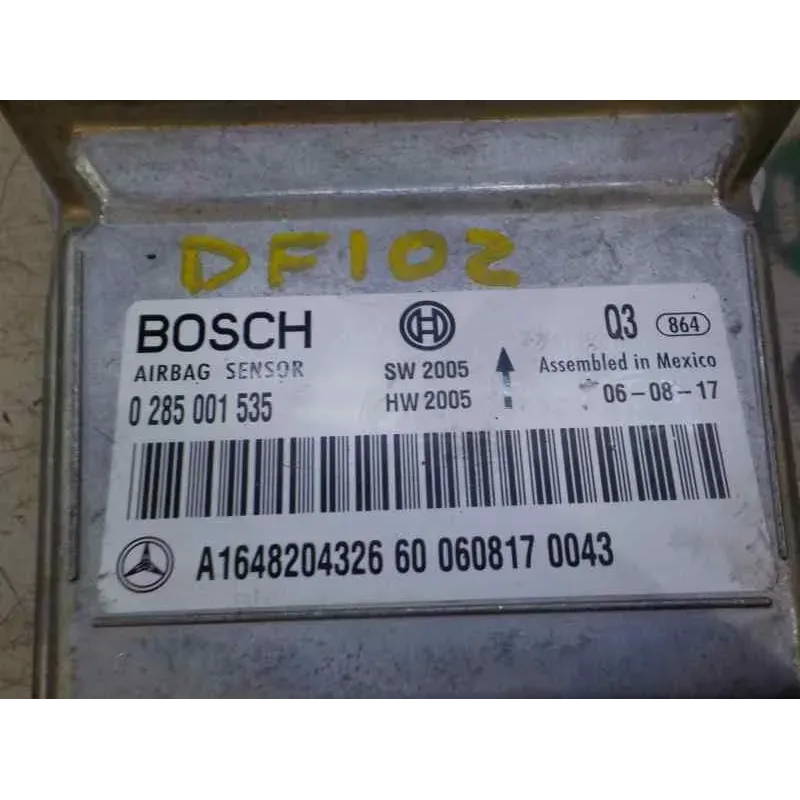 DF102
BOSCH
Q3 864
AIRBAG SENSOR
SW 2005
Assembled in Mexico
0 285 001 535
HW 2005
06-08-17
A1648204326 60 060817 0043